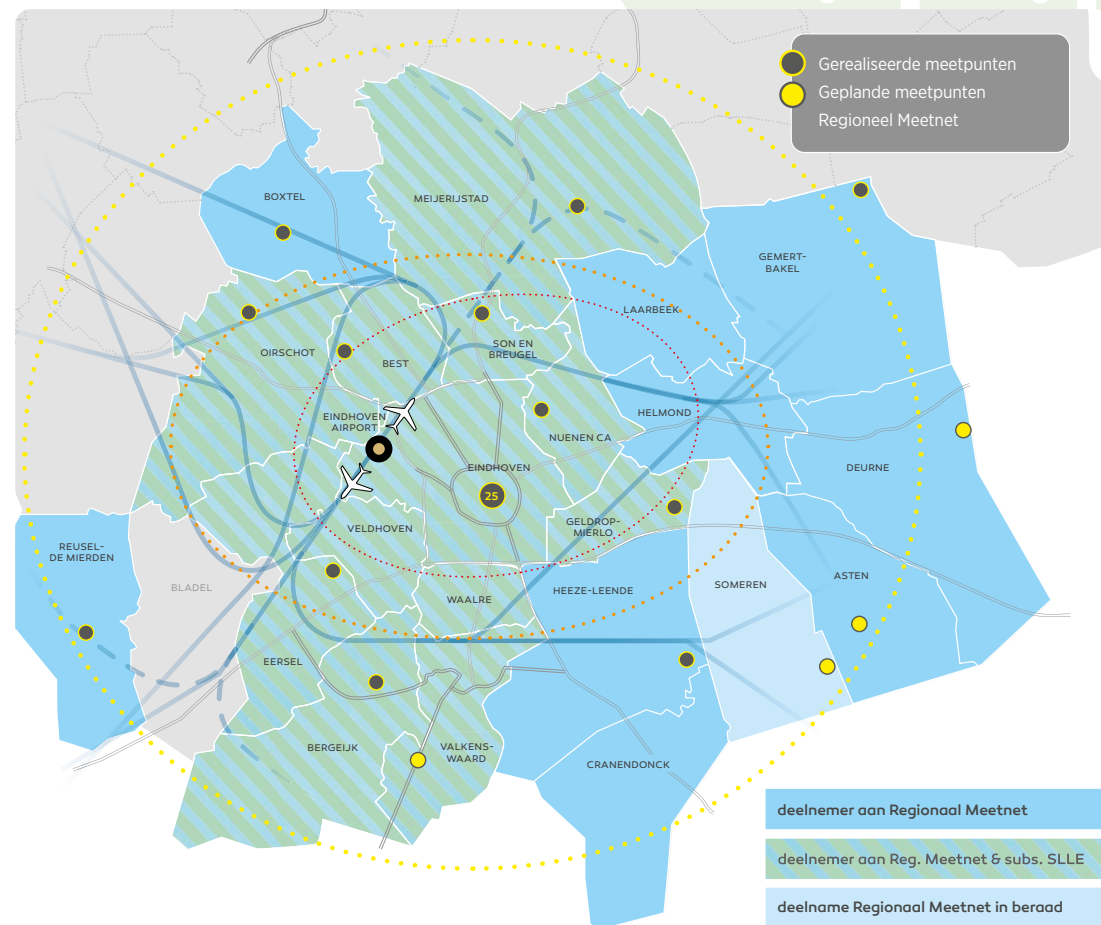 Gerealiseerde meetpunten
Geplande meetpunten
Regioneel Meetnet
BOXTEL
MEIJERIJSTAD
GEMERT-
BAKEL
LAARBEEK
OIRSCHOT
BEST
SON EN
BREUGEL
EINDHOVEN
AIRPORT
HELMOND
NUENEN CA
EINDHOVEN
25
DEURNE
VELDHOVEN
GELDROP-
MIERLO
REUSEL-
DE MIERDEN
BLADEL
WAALRE
HEEZE-LEENDE
SOMEREN
ASTEN
EERSEL
BERGEIJK
VALKENS-
WAARD
CRANENDONCK
deelnemer aan Regionaal Meetnet
deelnemer aan Reg. Meetnet & subs. SLLE
deelname Regionaal Meetnet in beraad